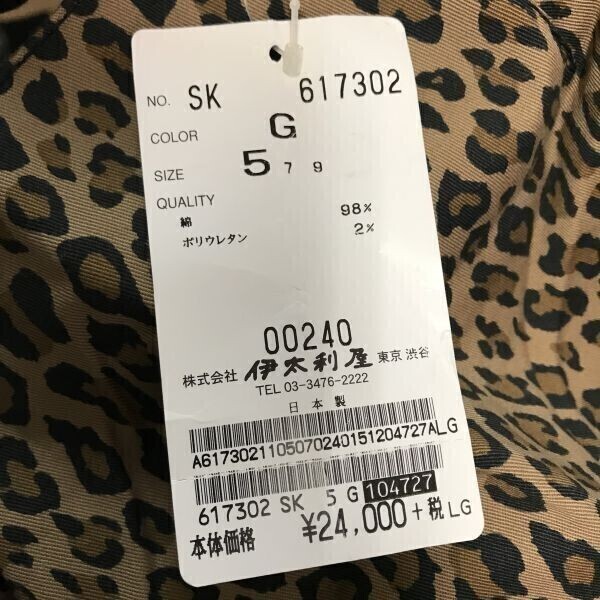 NO. SK 617302
COLOR G
SIZE 5 7 9
QUALITY
綿 98%
ポリウレタン 2%
00240
株式会社 伊太利屋 東京 渋谷
TEL 03-3476-2222
日本製
A61730211050702401512047​27ALG
617302 SK 5 G 104727
本体価格 ¥24,000+税 LG